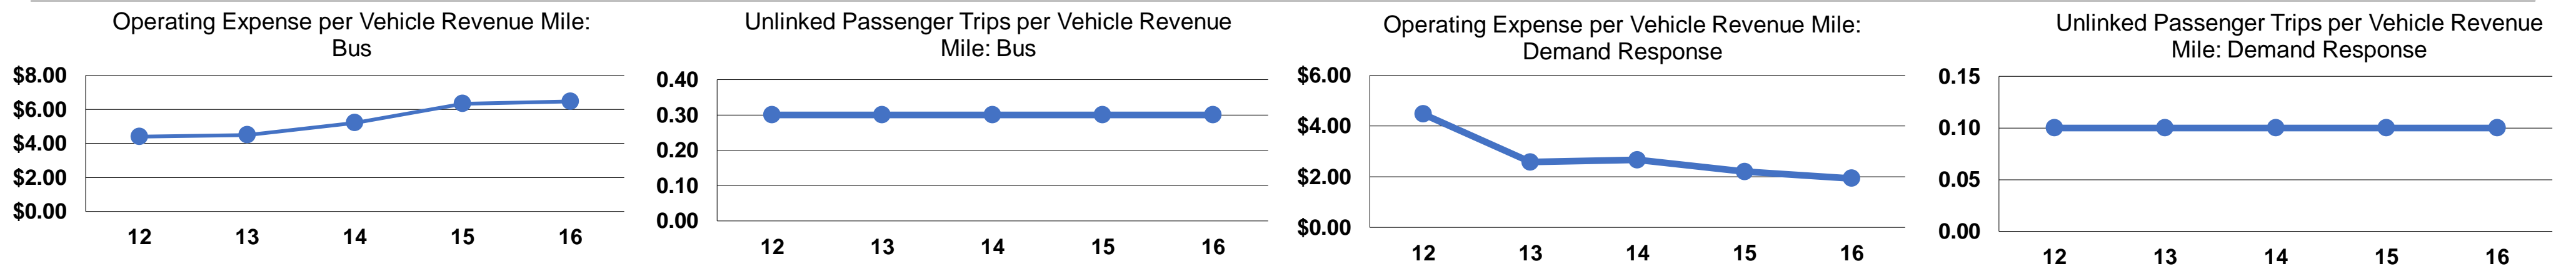 Operating Expense per Vehicle Revenue Mile:
Bus
$8.00
$6.00
$4.00
$2.00
$0.00
12 13 14 15 16
Unlinked Passenger Trips per Vehicle Revenue
Mile: Bus
0.40
0.30
0.20
0.10
0.00
12 13 14 15 16
Operating Expense per Vehicle Revenue Mile:
Demand Response
$6.00
$4.00
$2.00
$0.00
12 13 14 15 16
Unlinked Passenger Trips per Vehicle Revenue
Mile: Demand Response
0.15
0.10
0.05
0.00
12 13 14 15 16